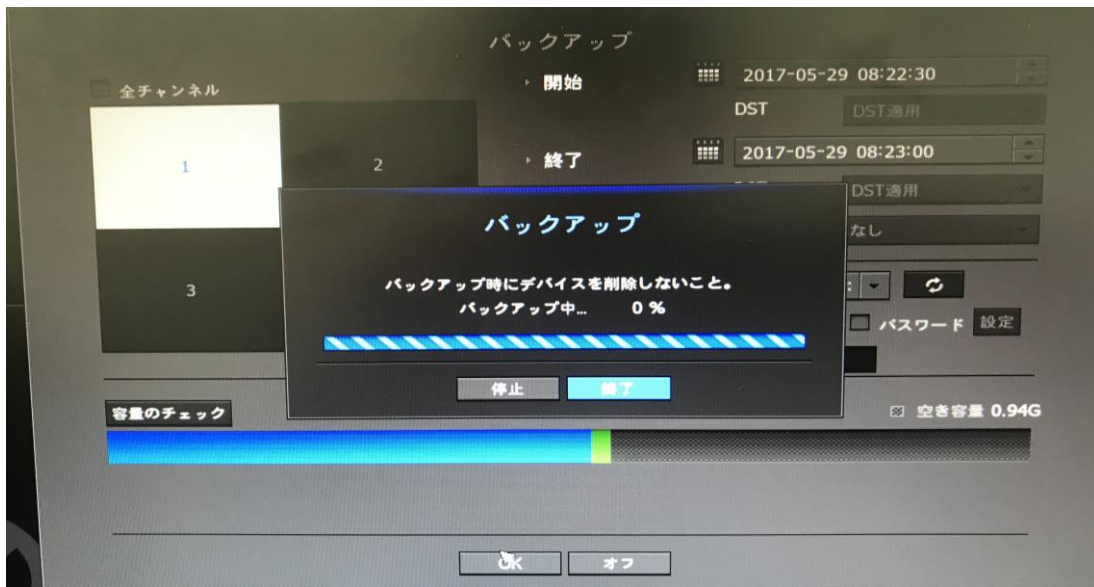 バックアップ
全チャンネル
開始
2017-05-29 08:22:30
DST
DST適用
1
2
終了
2017-05-29 08:23:00
DST適用
なし
バックアップ
バックアップ時にデバイスを削除しないこと。
バックアップ中... 0 %
停止
終了
3
パスワード
設定
容量のチェック
空き容量 0.94G
OK
オフ